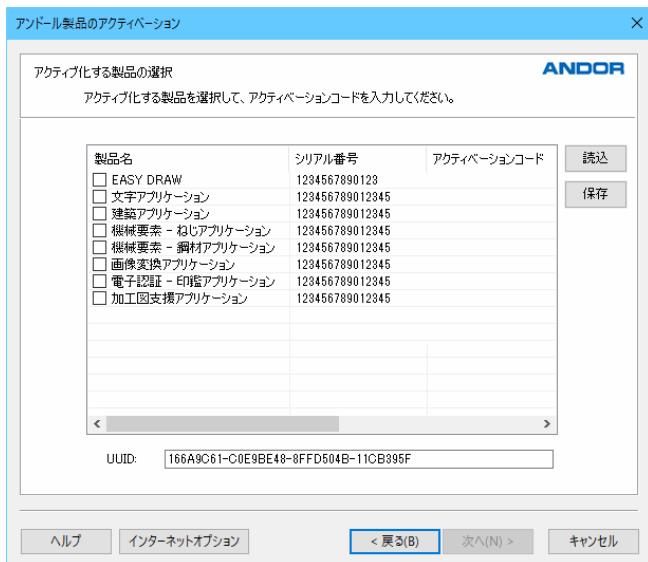 アンドール製品のアクティベーション
アクティブ化する製品の選択
ANDOR
アクティブ化する製品を選択して、アクティベーションコードを入力してください。
製品名 シリアル番号 アクティベーションコード
読込
EASY DRAW 1234567890123
保存
文字アプリケーション 123456789012345
建築アプリケーション 123456789012345
機械要素 - ねじアプリケーション 123456789012345
機械要素 - 鋼材アプリケーション 123456789012345
画像変換アプリケーション 123456789012345
電子認証 - 印鑑アプリケーション 123456789012345
加工図支援アプリケーション 123456789012345
UUID: 166A9C61-C0E9BE48-8FFD504B-11CB395F
ヘルプ インターネットオプション < 戻る(B) 次へ(N) > キャンセル